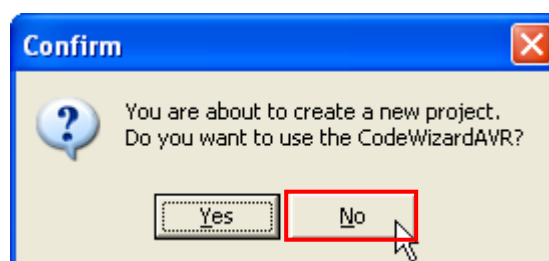 Confirm
You are about to create a new project.
Do you want to use the CodeWizardAVR?
Yes No